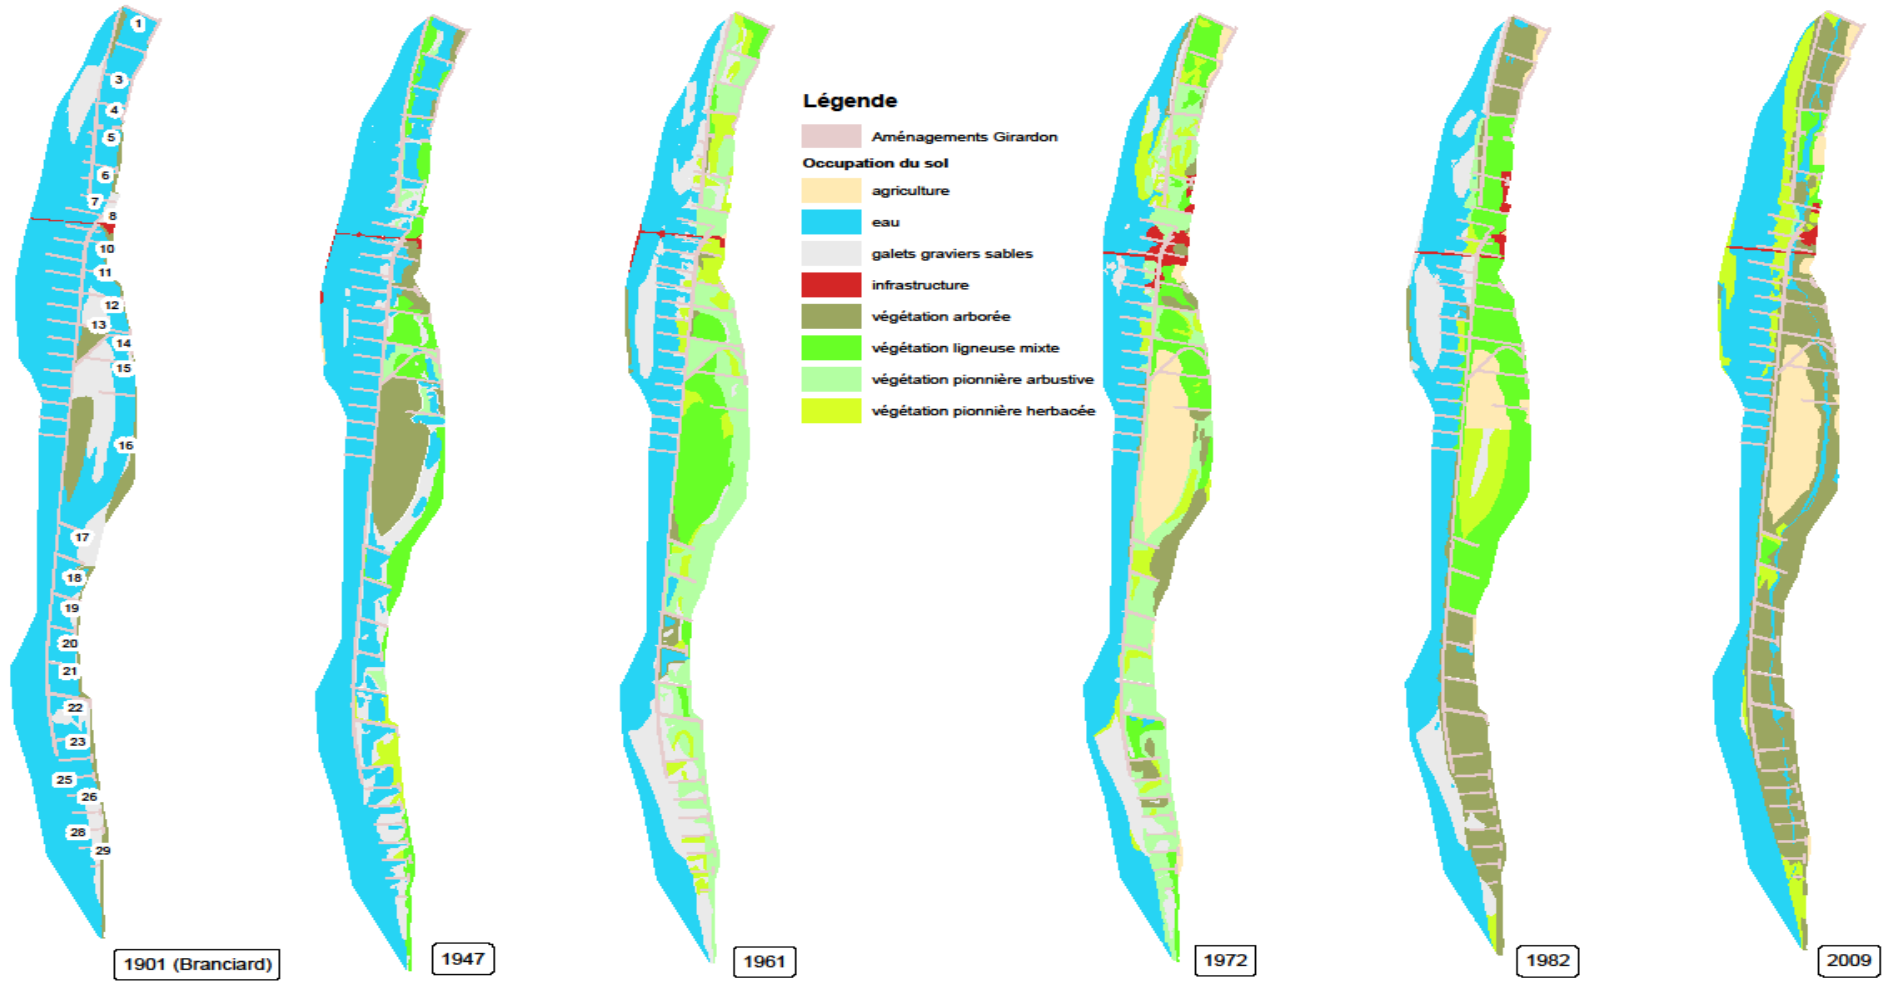 1
3
4
5
6
7
8
10
11
12
13
14
15
16
17
18
19
20
21
22
23
25
26
28
29
1901 (Branciard)
1947
1961
Légende
Aménagements Girardon
Occupation du sol
agriculture
eau
galets graviers sables
infrastructure
végétation arborée
végétation ligneuse mixte
végétation pionnière arbustive
végétation pionnière herbacée
1972
1982
2009